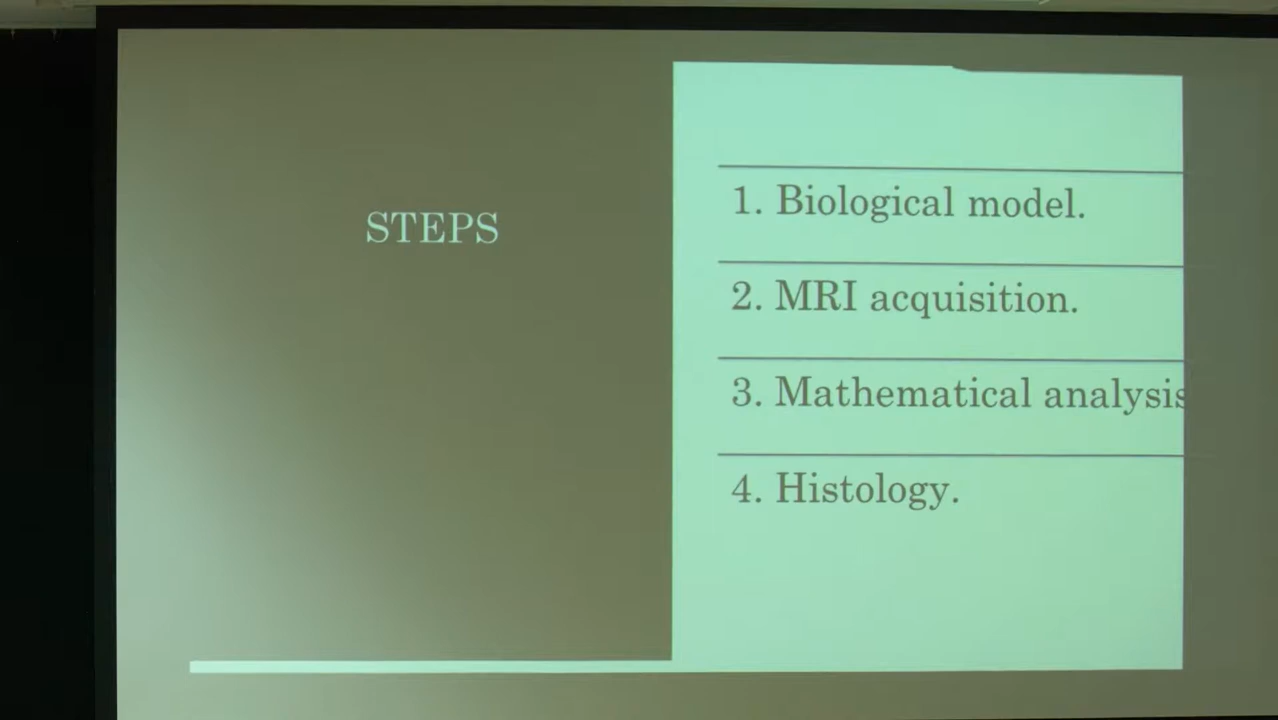 STEPS
1. Biological model.
2. MRI acquisition.
3. Mathematical analysis
4. Histology.